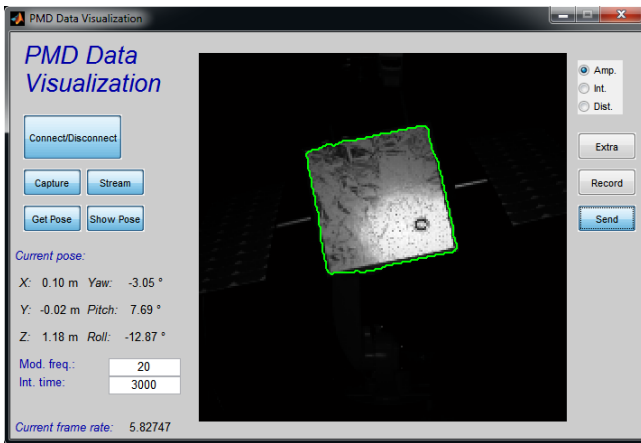 PMD Data Visualization
PMD Data
Visualization
Connect/Disconnect
Capture Stream
Get Pose Show Pose
Current pose:
X: 0.10 m Yaw: -3.05 °
Y: -0.02 m Pitch: 7.69 °
Z: 1.18 m Roll: -12.87 °
Mod. freq.: 20
Int. time: 3000
Current frame rate: 5.82747
Amp.
Int.
Dist.
Extra
Record
Send